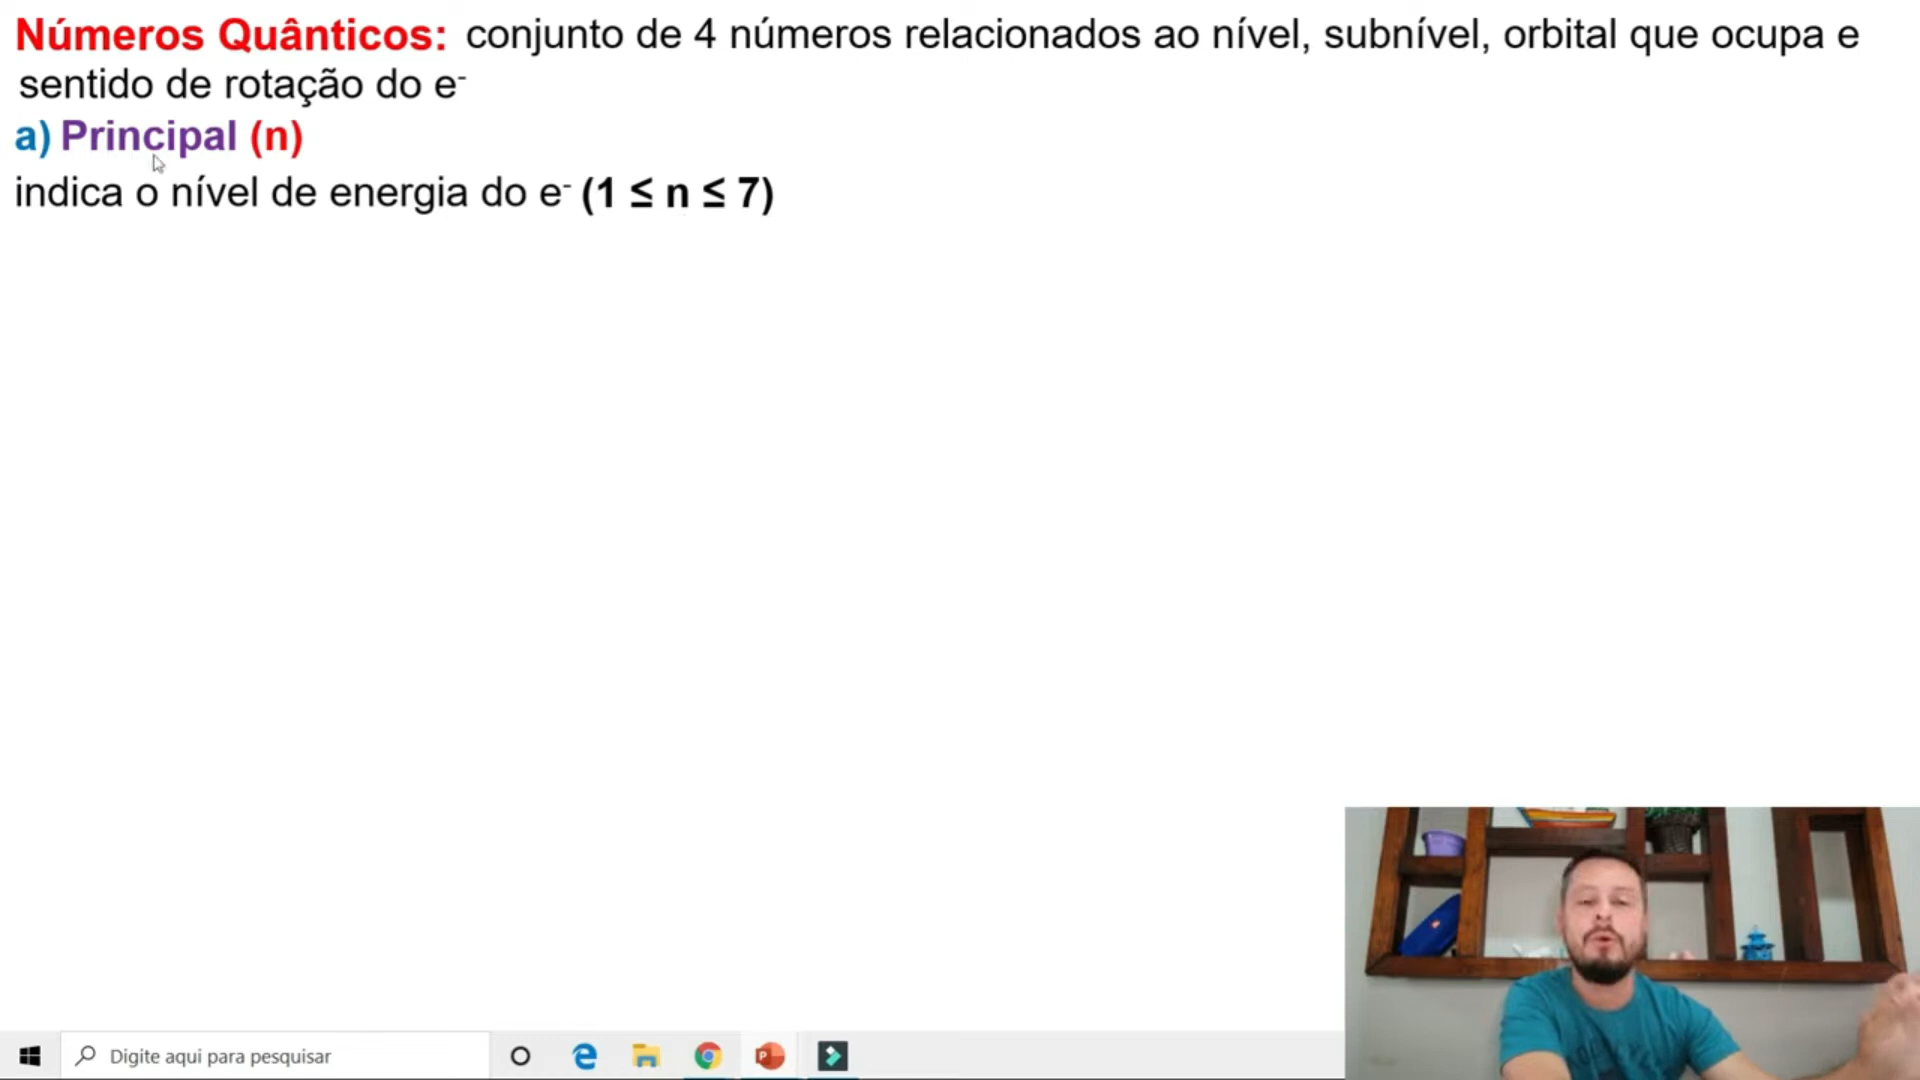 Números Quânticos: conjunto de 4 números relacionados ao nível, subnível, orbital que ocupa e
sentido de rotação do e⁻
a) Principal (n)
indica o nível de energia do e⁻ (1 ≤ n ≤ 7)
Digite aqui para pesquisar